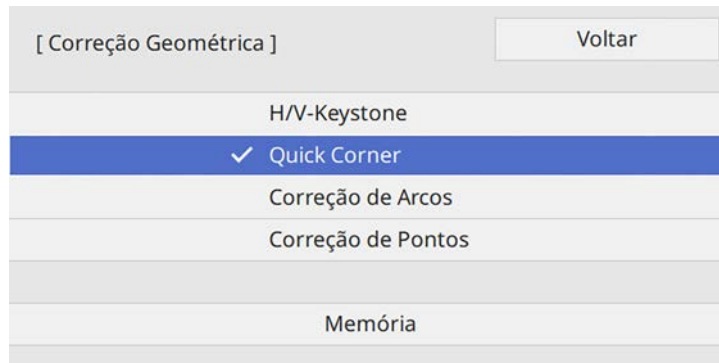 [ Correção Geométrica ]
Voltar
H/V-Keystone
Quick Corner
Correção de Arcos
Correção de Pontos
Memória